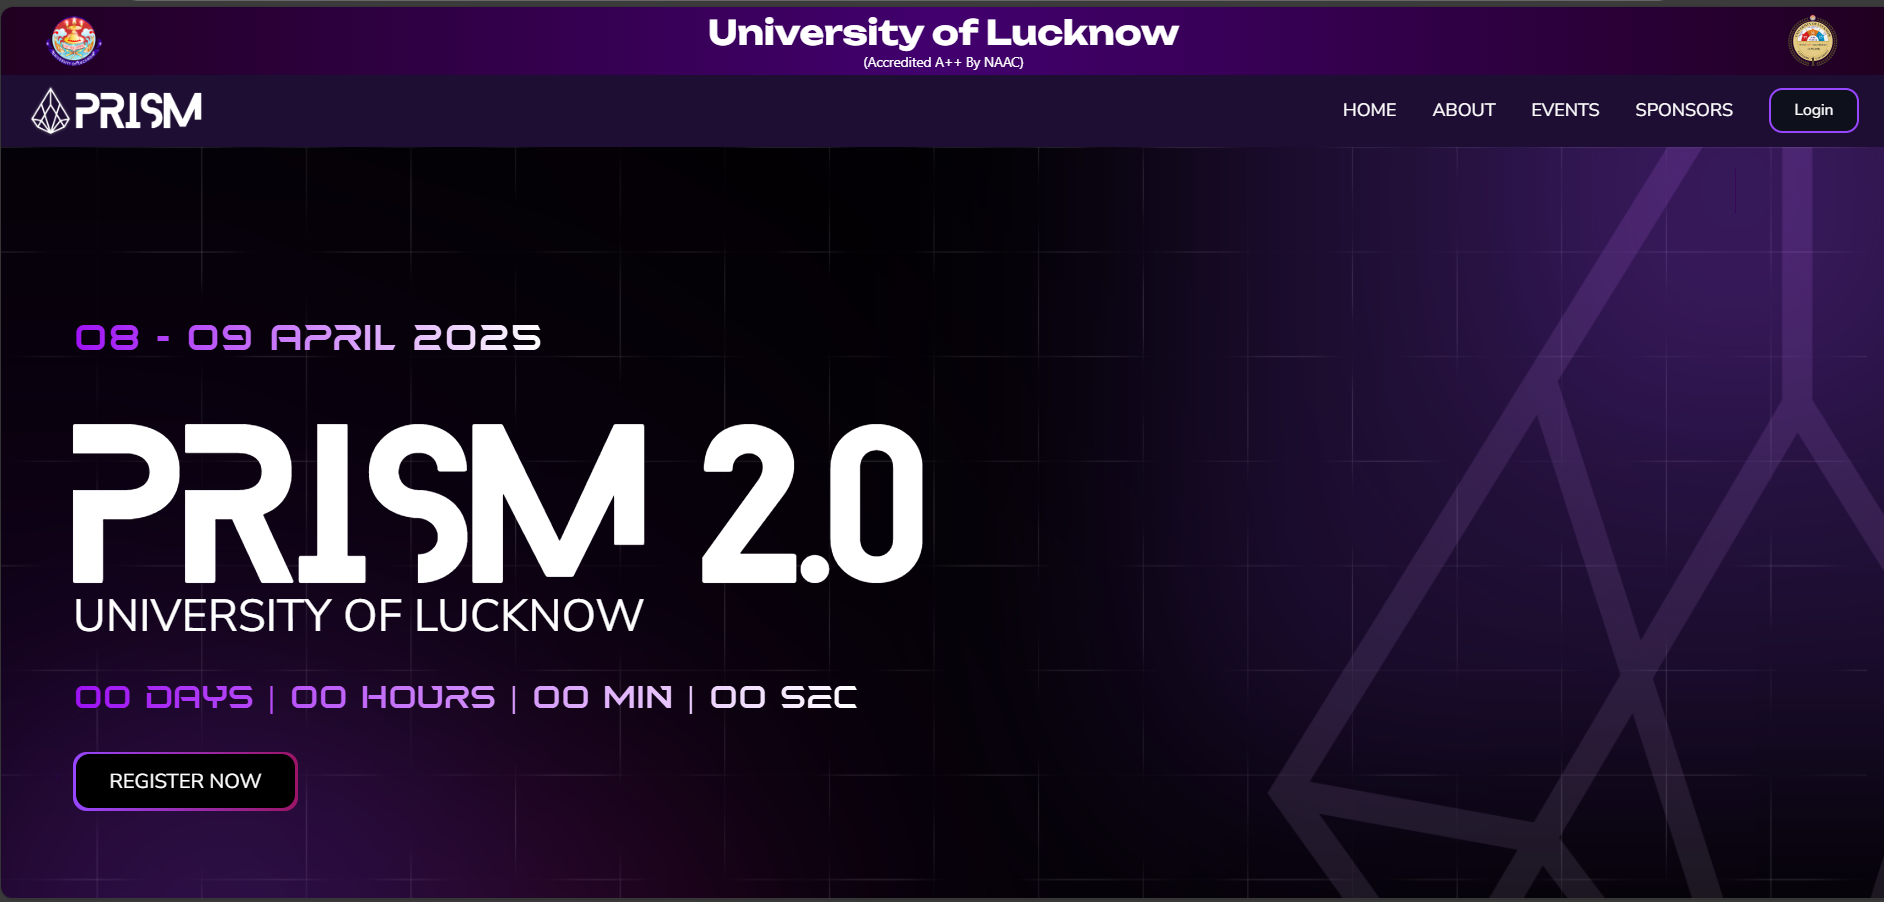 University of Lucknow
(Accredited A++ By NAAC)
PRISM
HOME ABOUT EVENTS SPONSORS Login
08 - 09 APRIL 2025
PRISM 2.0
UNIVERSITY OF LUCKNOW
00 DAYS | 00 HOURS | 00 MIN | 00 SEC
REGISTER NOW